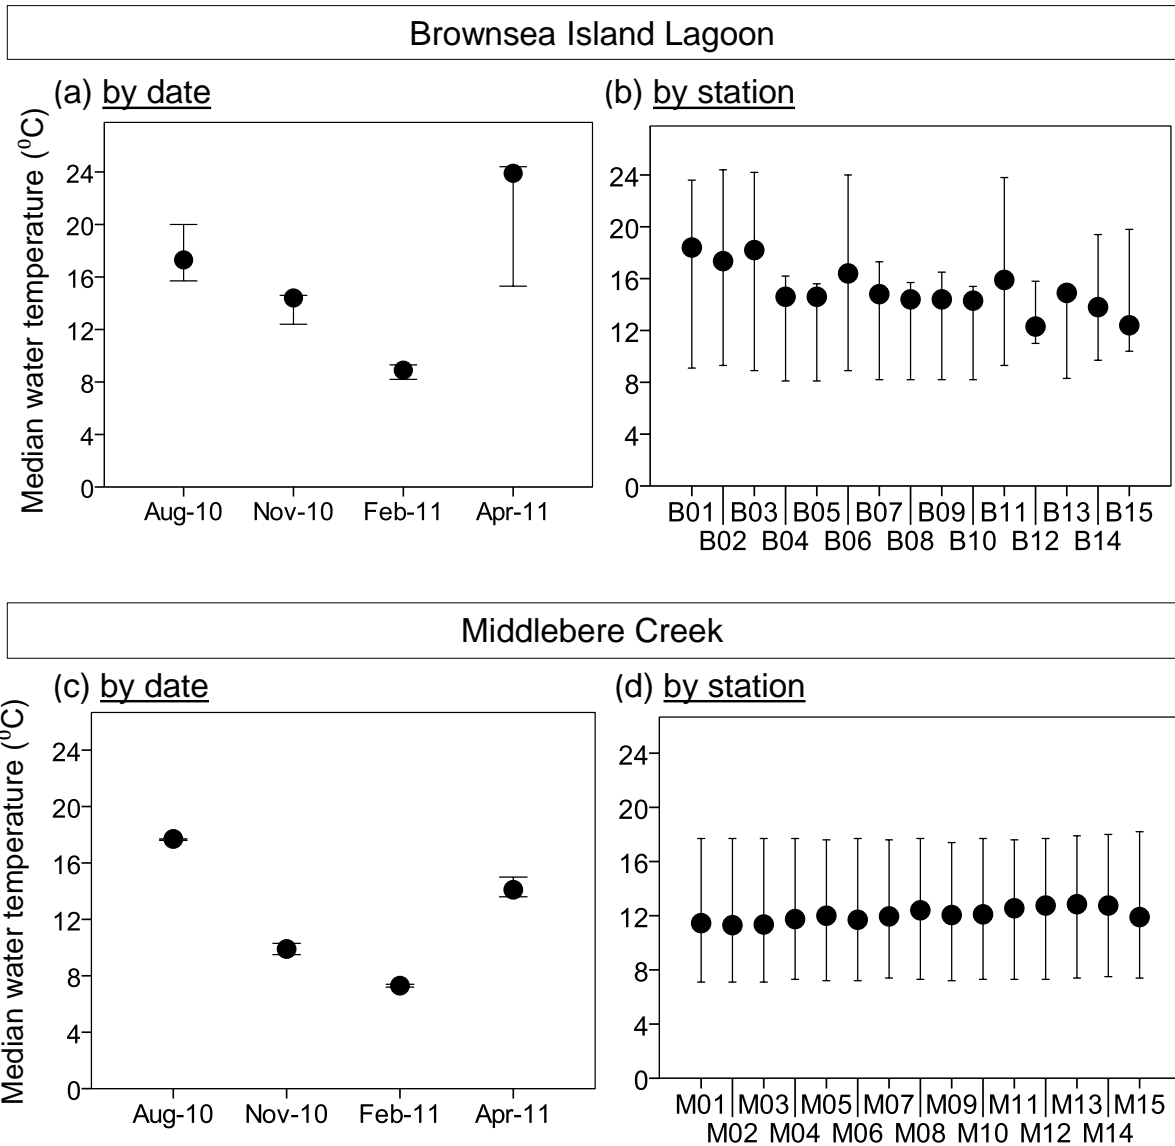 Brownsea Island Lagoon
(a) by date
(b) by station
Median water temperature (⁰C)
24
20
16
12
8
4
0
Aug-10 Nov-10 Feb-11 Apr-11
24
20
16
12
8
4
0
B01 B03 B05 B07 B09 B11 B13 B15
B02 B04 B06 B08 B10 B12 B14
Middlebere Creek
(c) by date
(d) by station
Median water temperature (⁰C)
24
20
16
12
8
4
0
Aug-10 Nov-10 Feb-11 Apr-11
24
20
16
12
8
4
0
M01 M03 M05 M07 M09 M11 M13 M15
M02 M04 M06 M08 M10 M12 M14